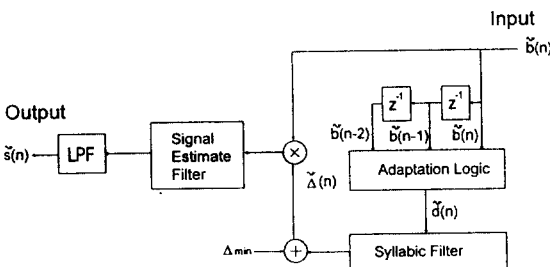 Input
b̆(n)
z⁻¹
z⁻¹
Output
Signal
Estimate
Filter
LPF
s̆(n)
×
b̆(n-2)
b̆(n-1)
b̆(n)
Δ̆(n)
Adaptation Logic
d̆(n)
Δmin
+
Syllabic Filter